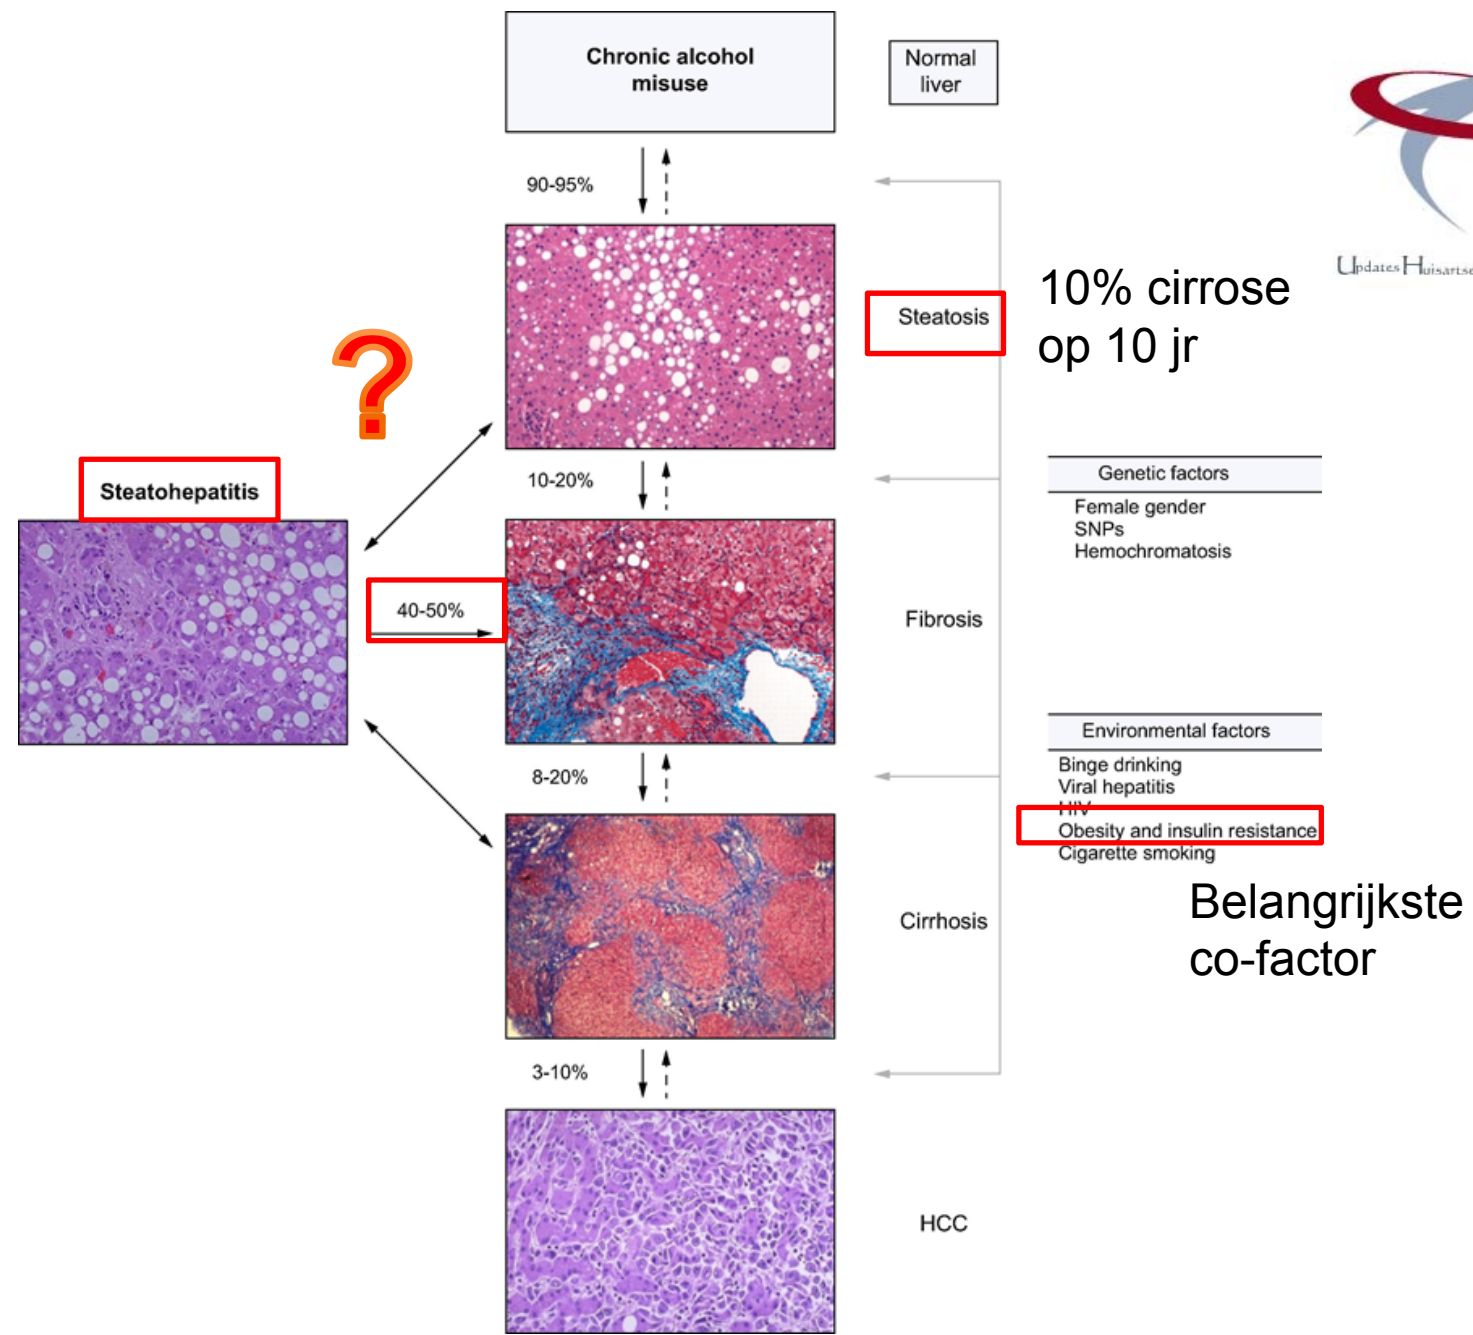 Chronic alcohol
misuse
Normal
liver
90-95%
Steatosis
10% cirrose
op 10 jr
?
Steatohepatitis
10-20%
Genetic factors
Female gender
SNPs
Hemochromatosis
40-50%
Fibrosis
Environmental factors
Binge drinking
Viral hepatitis
HIV
Obesity and insulin resistance
Cigarette smoking
8-20%
Belangrijkste
co-factor
Cirrhosis
3-10%
HCC